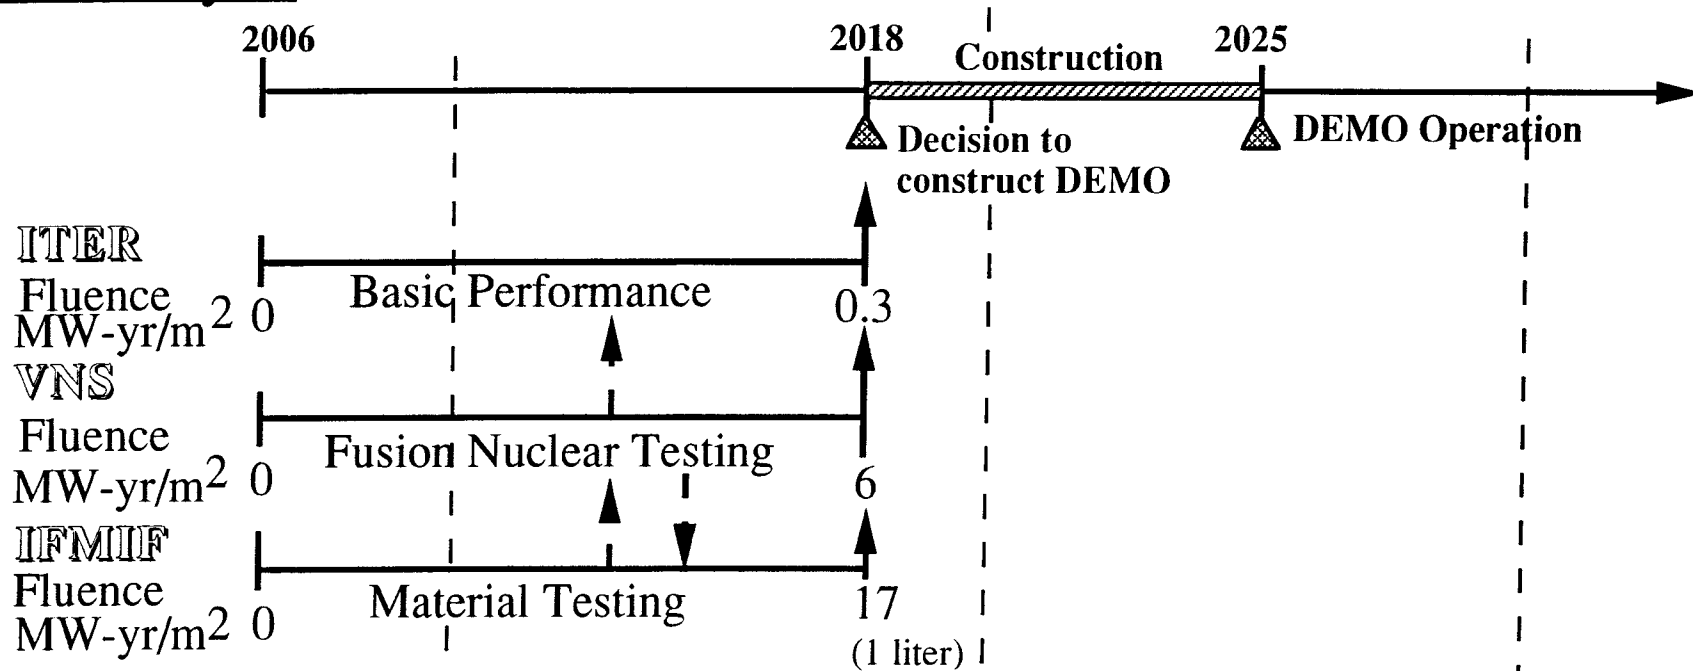 2006
2018
2025
Construction
Decision to
construct DEMO
DEMO Operation
ITER
Fluence
MW-yr/m2
0
Basic Performance
0.3
VNS
Fluence
MW-yr/m2
0
Fusion Nuclear Testing
6
IFMIF
Fluence
MW-yr/m2
0
Material Testing
17
(1 liter)